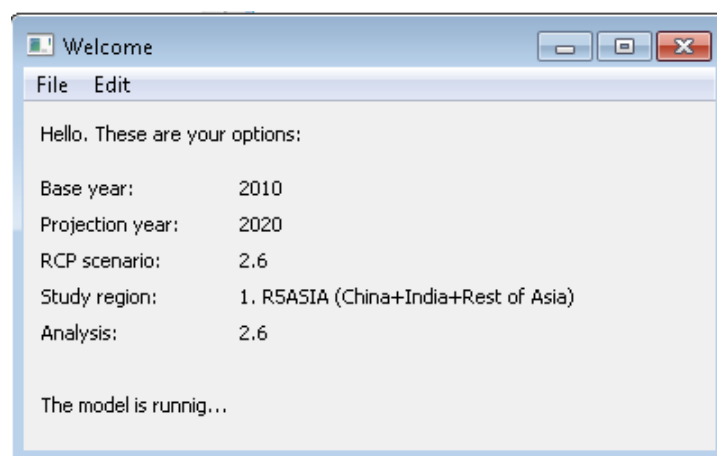 Welcome
File Edit
Hello. These are your options:
Base year: 2010
Projection year: 2020
RCP scenario: 2.6
Study region: 1. R5ASIA (China+India+Rest of Asia)
Analysis: 2.6
The model is runnig...